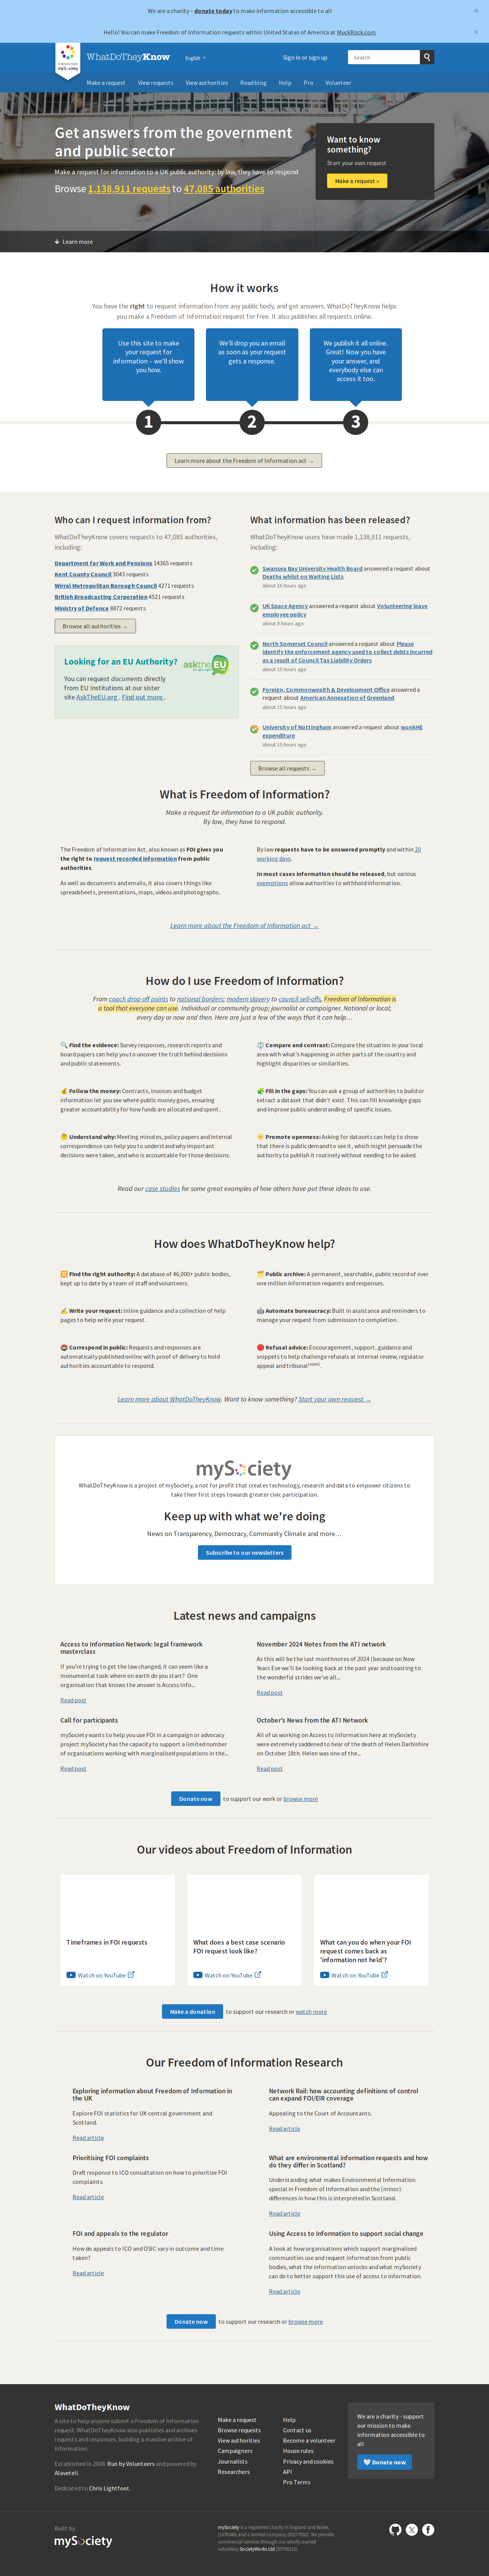 We are a charity – donate today to make information accessible to all
×
Hello! You can make Freedom of Information requests within United States of America at MuckRock.com
×
A service from
mySociety
WhatDoTheyKnow
English
Sign in or sign up
Search
Make a request
View requests
View authorities
Read blog
Help
Pro
Volunteer
Get answers from the government
and public sector
Make a request for information to a UK public authority: by law, they have to respond
Browse 1,138,911 requests to 47,085 authorities
Want to know
something?
Start your own request
Make a request »
Learn more
How it works
You have the right to request information from any public body, and get answers. WhatDoTheyKnow helps
you make a Freedom of Information request for free. It also publishes all requests online.
Use this site to make
your request for
information – we'll show
you how.
We'll drop you an email
as soon as your request
gets a response.
We publish it all online.
Great! Now you have
your answer, and
everybody else can
access it too.
1
2
3
Learn more about the Freedom of Information act →
Who can I request information from?
WhatDoTheyKnow covers requests to 47,085 authorities,
including:
Department for Work and Pensions 14365 requests
Kent County Council 3043 requests
Wirral Metropolitan Borough Council 4271 requests
British Broadcasting Corporation 4521 requests
Ministry of Defence 8872 requests
Browse all authorities →
Looking for an EU Authority?
asktheEU.org
You can request documents directly
from EU Institutions at our sister
site AskTheEU.org . Find out more .
What information has been released?
WhatDoTheyKnow users have made 1,138,911 requests,
including:
Swansea Bay University Health Board answered a request about
Deaths whilst on Waiting Lists
about 16 hours ago
UK Space Agency answered a request about Volunteering leave
employee policy
about 9 hours ago
North Somerset Council answered a request about Please
identify the enforcement agency used to collect debts incurred
as a result of Council Tax Liability Orders
about 15 hours ago
Foreign, Commonwealth & Development Office answered a
request about American Annexation of Greenland
about 15 hours ago
University of Nottingham answered a request about wonkHE
expenditure
about 15 hours ago
Browse all requests →
What is Freedom of Information?
Make a request for information to a UK public authority.
By law, they have to respond.
The Freedom of Information Act, also known as FOI gives you
the right to request recorded information from public
authorities.
As well as documents and emails, it also covers things like
spreadsheets, presentations, maps, videos and photographs.
By law requests have to be answered promptly and within 20
working days.
In most cases information should be released, but various
exemptions allow authorities to withhold information.
Learn more about the Freedom of Information act →
How do I use Freedom of Information?
From coach drop off points to national borders; modern slavery to council sell-offs, Freedom of Information is
a tool that everyone can use. Individual or community group; journalist or campaigner. National or local;
every day or now and then. Here are just a few of the ways that it can help…
🔍 Find the evidence: Survey responses, research reports and
board papers can help you to uncover the truth behind decisions
and public statements.
⚖️ Compare and contrast: Compare the situation in your local
area with what's happening in other parts of the country and
highlight disparities or similarities.
💰 Follow the money: Contracts, invoices and budget
information let you see where public money goes, ensuring
greater accountability for how funds are allocated and spent.
🧩 Fill in the gaps: You can ask a group of authorities to build or
extract a dataset that didn't exist. This can fill knowledge gaps
and improve public understanding of specific issues.
🤔 Understand why: Meeting minutes, policy papers and internal
correspondence can help you to understand why important
decisions were taken, and who is accountable for those decisions.
☀️ Promote openness: Asking for datasets can help to show
that there is public demand to see it, which might persuade the
authority to publish it routinely without needing to be asked.
Read our case studies for some great examples of how others have put these ideas to use.
How does WhatDoTheyKnow help?
🔀 Find the right authority: A database of 46,000+ public bodies,
kept up to date by a team of staff and volunteers.
🗂️ Public archive: A permanent, searchable, public record of over
one million information requests and responses.
✍️ Write your request: Inline guidance and a collection of help
pages to help write your request.
🤖 Automate bureaucracy: Built in assistance and reminders to
manage your request from submission to completion.
📮 Correspond in public: Requests and responses are
automatically published online with proof of delivery to hold
authorities accountable to respond.
🛑 Refusal advice: Encouragement, support, guidance and
snippets to help challenge refusals at internal review, regulator
appeal and tribunal(soon).
Learn more about WhatDoTheyKnow. Want to know something? Start your own request →
mySociety
WhatDoTheyKnow is a project of mySociety, a not for profit that creates technology, research and data to empower citizens to
take their first steps towards greater civic participation.
Keep up with what we're doing
News on Transparency, Democracy, Community Climate and more…
Subscribe to our newsletters
Latest news and campaigns
Access to Information Network: legal framework
masterclass
If you're trying to get the law changed, it can seem like a
monumental task: where on earth do you start? One
organisation that knows the answer is Access Info...
Read post
November 2024 Notes from the ATI network
As this will be the last monthnotes of 2024 (because on New
Years Eve we'll be looking back at the past year and toasting to
the wonderful strides we've all...
Read post
Call for participants
mySociety wants to help you use FOI in a campaign or advocacy
project mySociety has the capacity to support a limited number
of organisations working with marginalised populations in the...
Read post
October's News from the ATI Network
All of us working on Access to Information here at mySociety
were extremely saddened to hear of the death of Helen Darbishire
on October 18th. Helen was one of the...
Read post
Donate now to support our work or browse more
Our videos about Freedom of Information
Timeframes in FOI requests
Watch on YouTube
What does a best case scenario
FOI request look like?
Watch on YouTube
What can you do when your FOI
request comes back as
'information not held'?
Watch on YouTube
Make a donation to support our research or watch more
Our Freedom of Information Research
Exploring information about Freedom of Information in
the UK
Explore FOI statistics for UK central government and
Scotland.
Read article
Network Rail: how accounting definitions of control
can expand FOI/EIR coverage
Appealing to the Court of Accountants.
Read article
Prioritising FOI complaints
Draft response to ICO consultation on how to prioritise FOI
complaints
Read article
What are environmental information requests and how
do they differ in Scotland?
Understanding what makes Environmental Information
special in Freedom of Information and the (minor)
differences in how this is interpreted in Scotland.
Read article
FOI and appeals to the regulator
How do appeals to ICO and OSIC vary in outcome and time
taken?
Read article
Using Access to Information to support social change
A look at how organisations which support marginalised
communities use and request information from public
bodies, what the information unlocks and what mySociety
can do to better support this use of access to information.
Read article
Donate now to support our research or browse more
WhatDoTheyKnow
A site to help anyone submit a Freedom of Information
request. WhatDoTheyKnow also publishes and archives
requests and responses, building a massive archive of
information.
Established in 2008. Run by Volunteers and powered by
Alaveteli.
Dedicated to Chris Lightfoot.
Make a request
Browse requests
View authorities
Campaigners
Journalists
Researchers
Help
Contact us
Become a volunteer
House rules
Privacy and cookies
API
Pro Terms
We are a charity - support
our mission to make
information accessible to
all
🤍 Donate now
Built by
mySociety
mySociety is a registered charity in England and Wales
(1076346) and a limited company (03277032). We provide
commercial services through our wholly owned
subsidiary SocietyWorks Ltd (05798215).